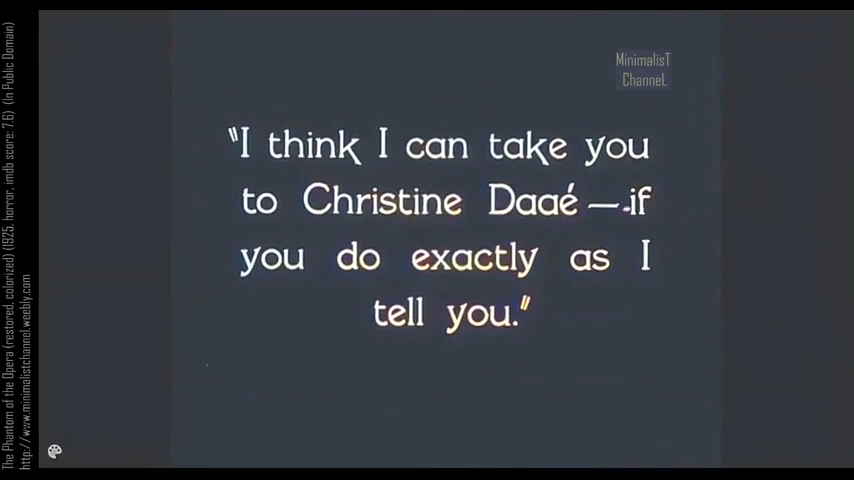 The Phantom of the Opera (restored, colorized) (1925, horror, imdb score: 7.6) (In Public Domain)
http://www.minimalistchannel.weebly.com
MinimalisT
ChanneL
"I think I can take you
to Christine Daaé — if
you do exactly as I
tell you."